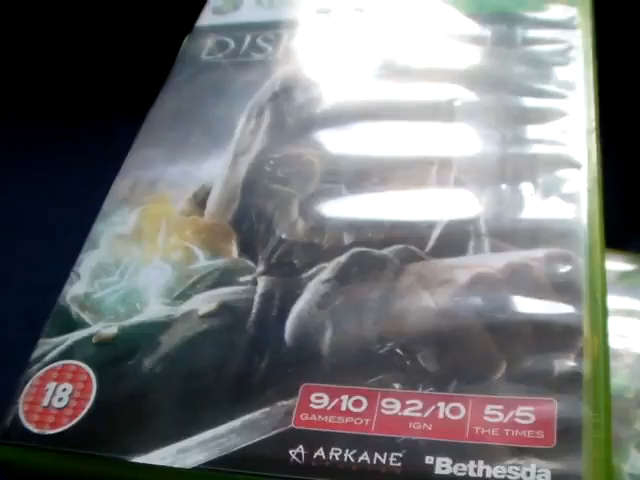 DIS
18
9/10 9.2/10 5/5
GAMESPOT IGN THE TIMES
ARKANE Bethesda